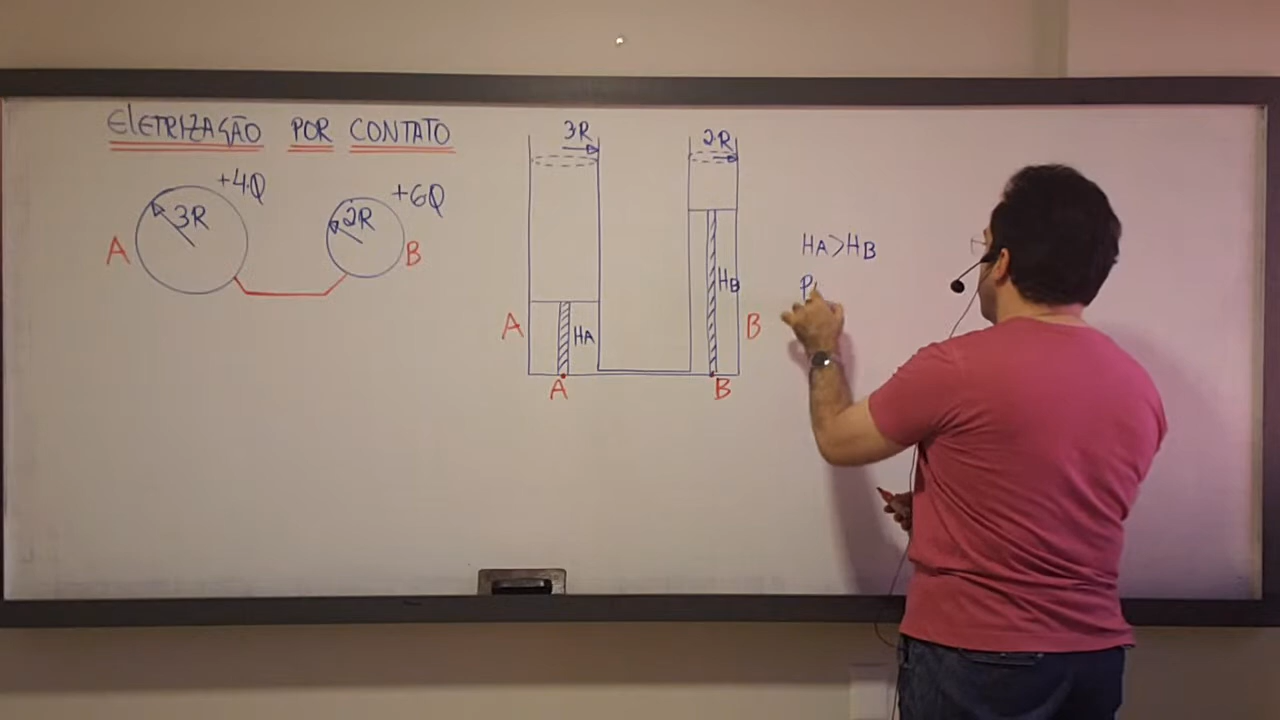 EletRIZAÇÃO POR CONTATO
+4Q
3R
A
+6Q
2R
B
3R
2R
HB
A
HA
B
A
B
HA>HB
P